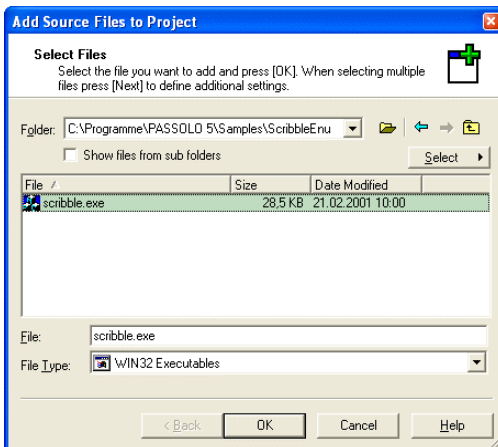 Add Source Files to Project
Select Files
Select the file you want to add and press [OK]. When selecting multiple
files press [Next] to define additional settings.
Folder: C:\Programme\PASSOLO 5\Samples\ScribbleEnu
Show files from sub folders
Select
File Size Date Modified
scribble.exe 28,5 KB 21.02.2001 10:00
File: scribble.exe
File Type: WIN32 Executables
< Back OK Cancel Help